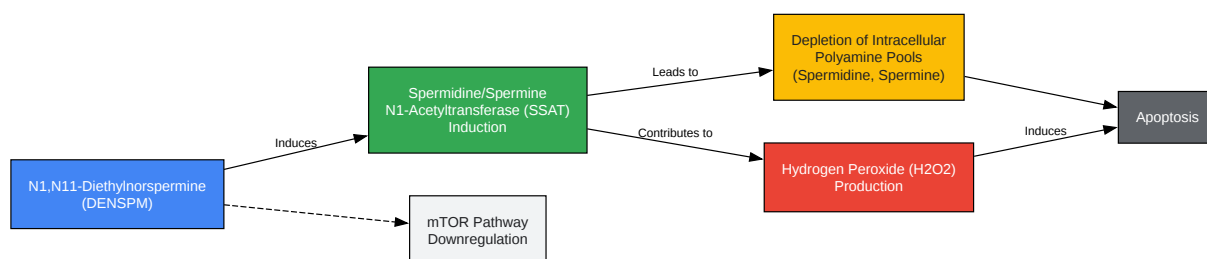 N1,N11-Diethylnorspermine
(DENSPM)
Induces
Spermidine/Spermine
N1-Acetyltransferase (SSAT)
Induction
mTOR Pathway
Downregulation
Leads to
Contributes to
Depletion of Intracellular
Polyamine Pools
(Spermidine, Spermine)
Hydrogen Peroxide (H2O2)
Production
Induces
Apoptosis